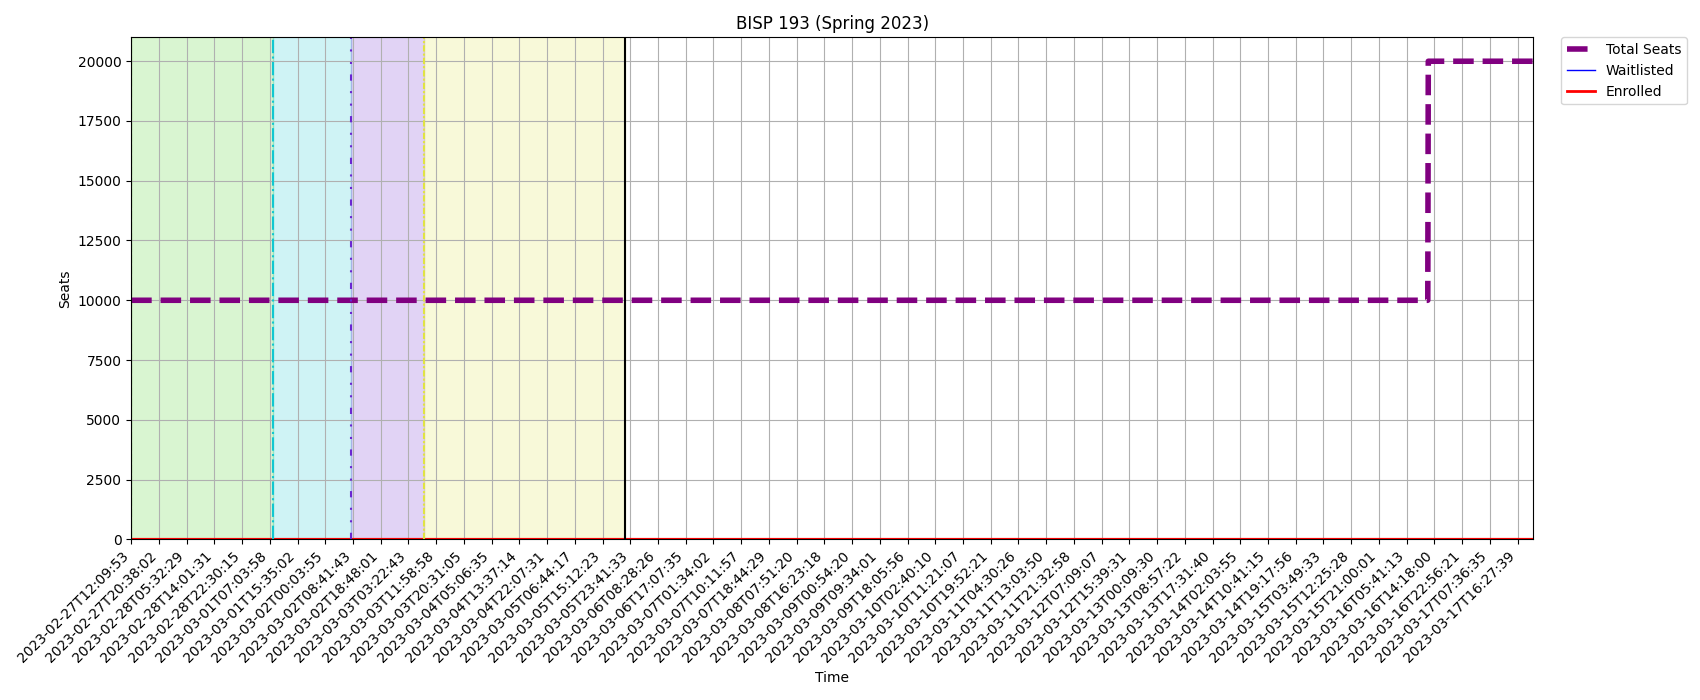 BISP 193 (Spring 2023)
Total Seats
Waitlisted
Enrolled
20000
17500
15000
12500
10000
7500
5000
2500
0
Seats
2023-02-27T12:09:53
2023-02-27T20:38:02
2023-02-28T05:32:29
2023-02-28T14:01:31
2023-02-28T22:30:15
2023-03-01T07:03:58
2023-03-01T15:35:02
2023-03-02T00:03:55
2023-03-02T08:41:43
2023-03-02T18:48:01
2023-03-03T03:22:43
2023-03-03T11:58:58
2023-03-03T20:31:05
2023-03-04T05:06:35
2023-03-04T13:37:14
2023-03-04T22:07:31
2023-03-05T06:44:17
2023-03-05T15:12:23
2023-03-05T23:41:33
2023-03-06T08:28:26
2023-03-06T17:07:35
2023-03-07T01:34:02
2023-03-07T10:11:57
2023-03-07T18:44:29
2023-03-08T07:51:20
2023-03-08T16:23:18
2023-03-09T00:54:20
2023-03-09T09:34:01
2023-03-09T18:05:56
2023-03-10T02:40:10
2023-03-10T11:21:07
2023-03-10T19:52:21
2023-03-11T04:30:26
2023-03-11T13:03:50
2023-03-11T21:32:58
2023-03-12T07:09:07
2023-03-12T15:39:31
2023-03-13T00:09:30
2023-03-13T08:57:22
2023-03-13T17:31:40
2023-03-14T02:03:55
2023-03-14T10:41:15
2023-03-14T19:17:56
2023-03-15T03:49:33
2023-03-15T12:25:28
2023-03-15T21:00:01
2023-03-16T05:41:13
2023-03-16T14:18:00
2023-03-16T22:56:21
2023-03-17T07:36:35
2023-03-17T16:27:39
Time